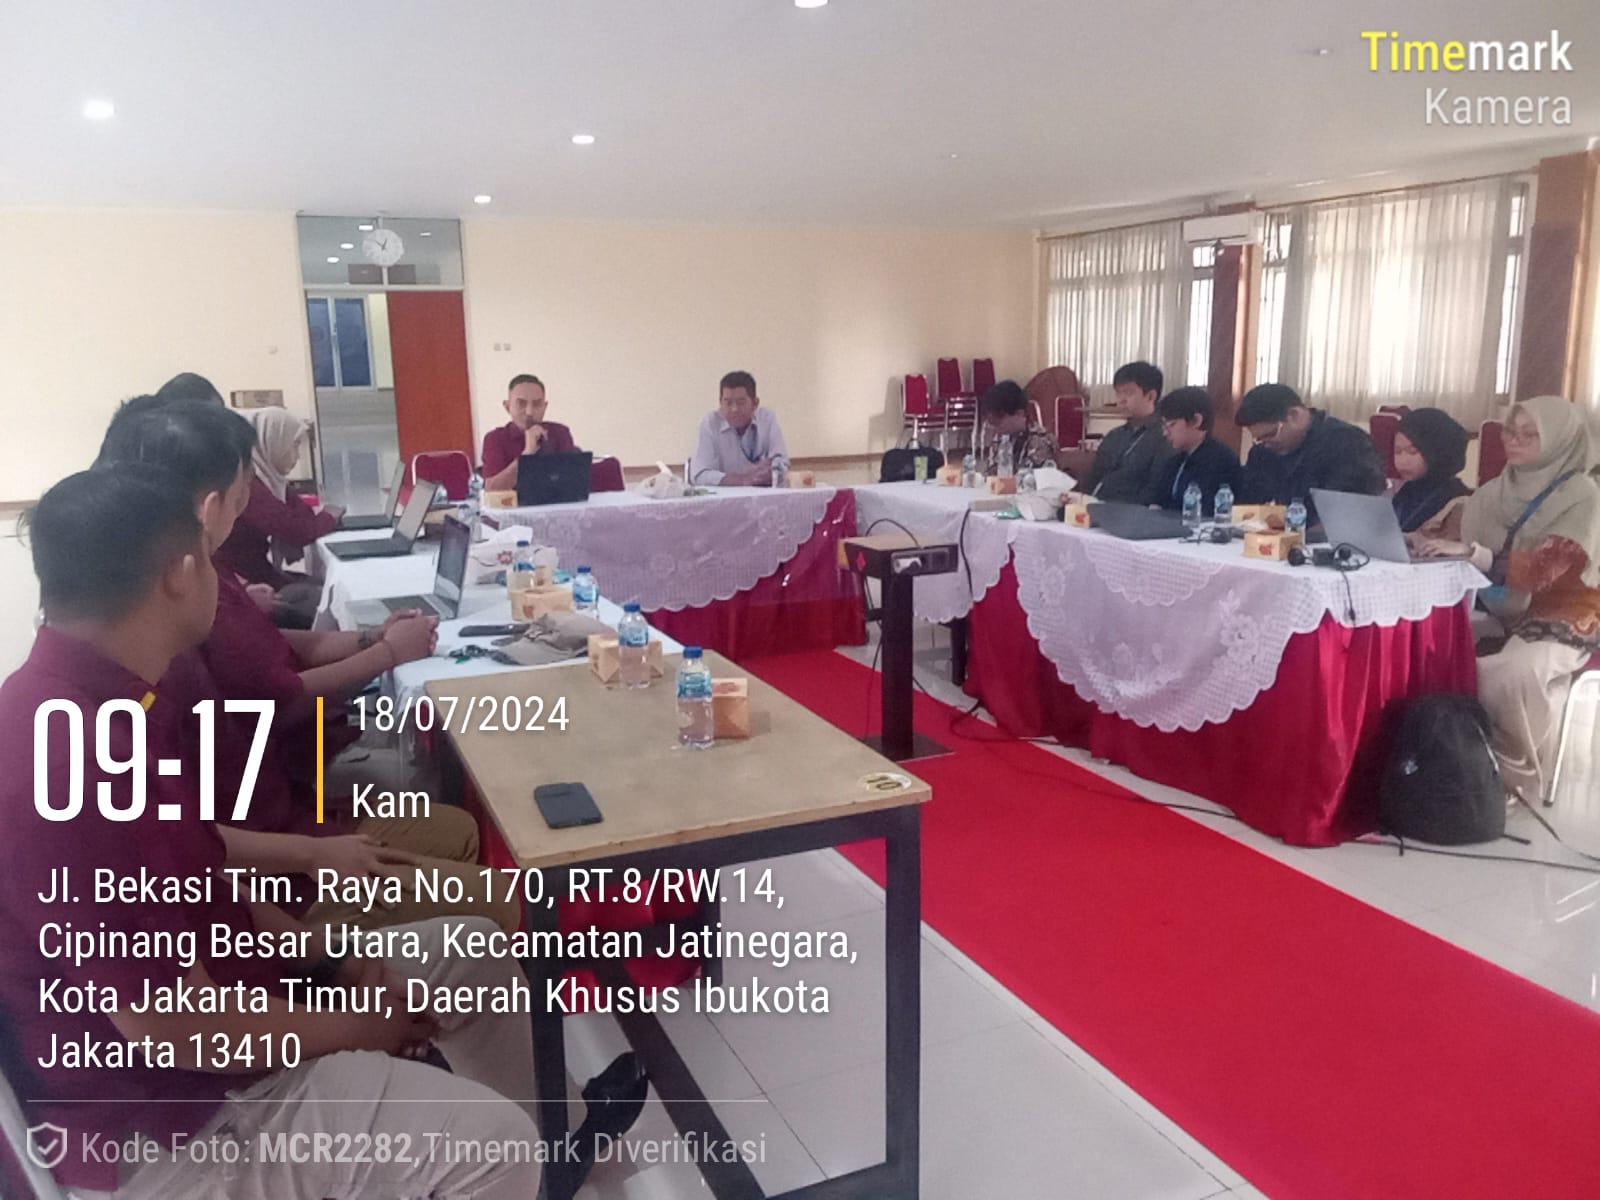 Timemark
Kamera
09:17
18/07/2024
Kam
Jl. Bekasi Tim. Raya No.170, RT.8/RW.14,
Cipinang Besar Utara, Kecamatan Jatinegara,
Kota Jakarta Timur, Daerah Khusus Ibukota
Jakarta 13410
Kode Foto: MCR2282,Timemark Diverifikasi